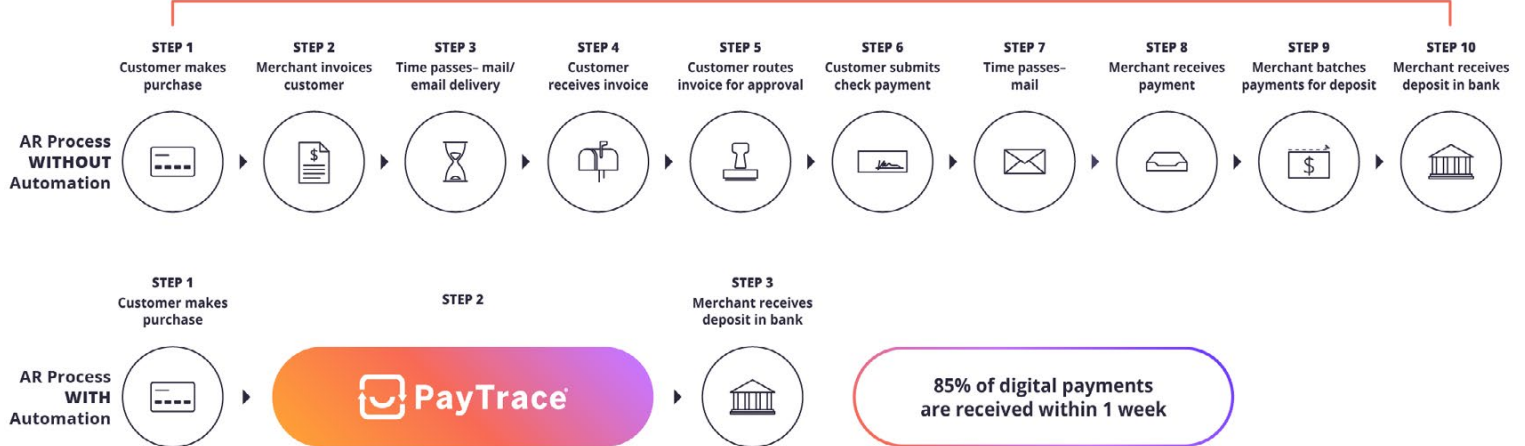 STEP 1
Customer makes
purchase
STEP 2
Merchant invoices
customer
STEP 3
Time passes– mail/
email delivery
STEP 4
Customer
receives invoice
STEP 5
Customer routes
invoice for approval
STEP 6
Customer submits
check payment
STEP 7
Time passes–
mail
STEP 8
Merchant receives
payment
STEP 9
Merchant batches
payments for deposit
STEP 10
Merchant receives
deposit in bank
AR Process
WITHOUT
Automation
$
$
STEP 1
Customer makes
purchase
STEP 2
STEP 3
Merchant receives
deposit in bank
AR Process
WITH
Automation
PayTrace
85% of digital payments
are received within 1 week